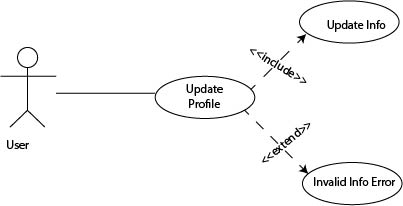 Update Info
<<include>>
Update
Profile
User
<<extend>>
Invalid Info Error